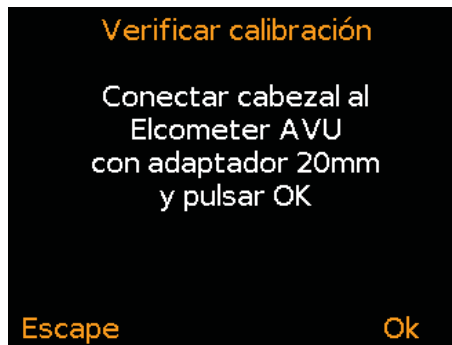 Verificar calibración
Conectar cabezal al
Elcometer AVU
con adaptador 20mm
y pulsar OK
Escape Ok